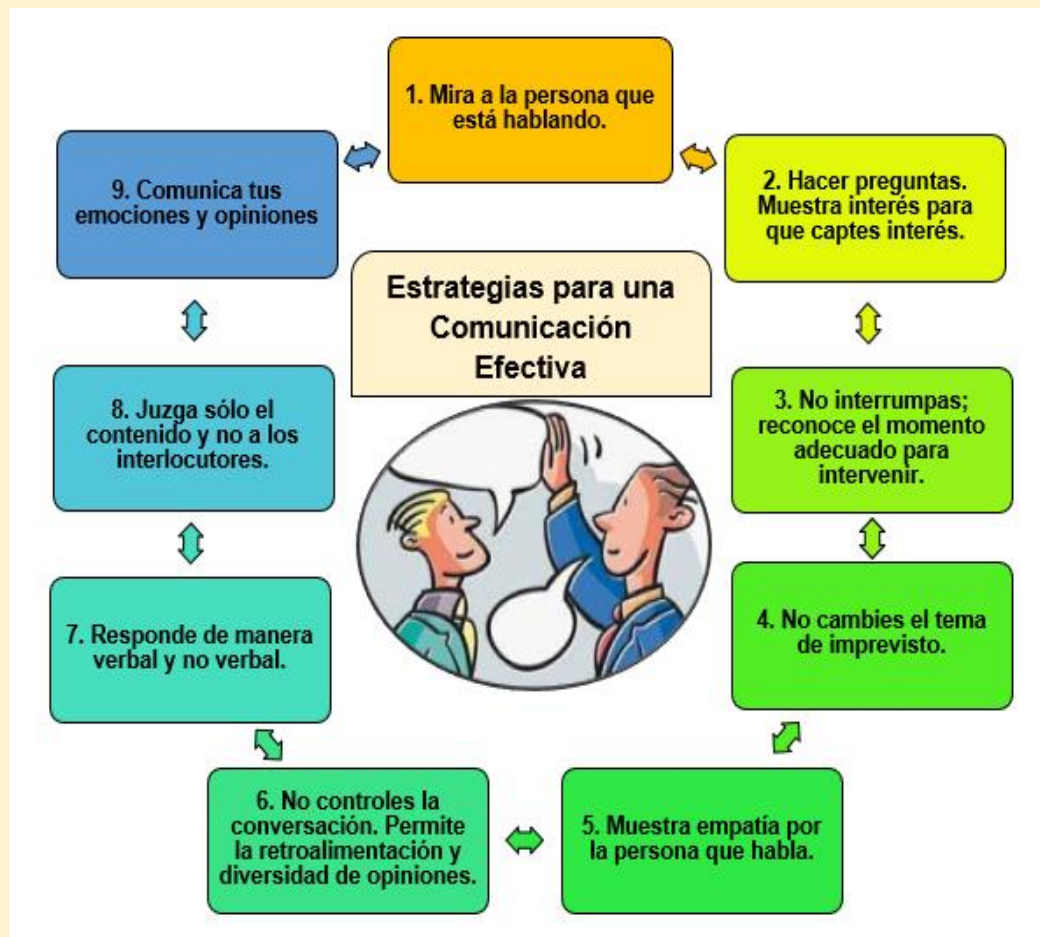 1. Mira a la persona que
está hablando.
2. Hacer preguntas.
Muestra interés para
que captes interés.
3. No interrumpas;
reconoce el momento
adecuado para
intervenir.
4. No cambies el tema
de imprevisto.
5. Muestra empatía por
la persona que habla.
6. No controles la
conversación. Permite
la retroalimentación y
diversidad de opiniones.
7. Responde de manera
verbal y no verbal.
8. Juzga sólo el
contenido y no a los
interlocutores.
9. Comunica tus
emociones y opiniones
Estrategias para una
Comunicación
Efectiva